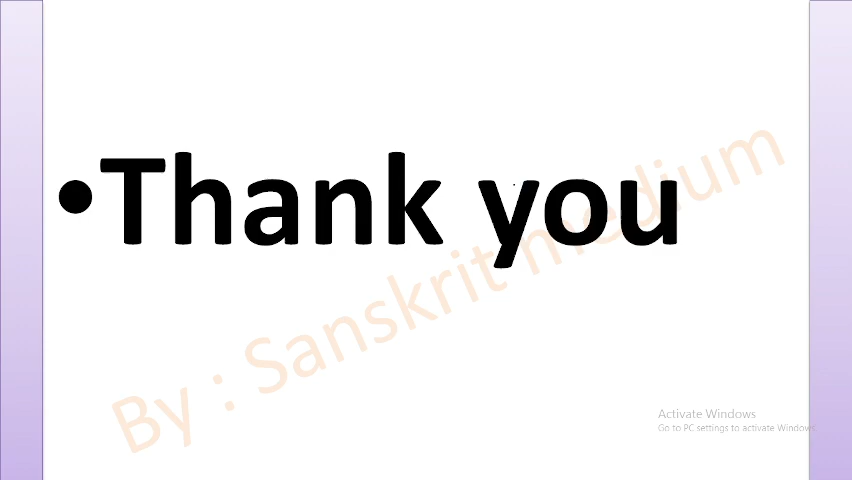 •Thank you
By : Sanskrit medium
Activate Windows
Go to PC settings to activate Windows.